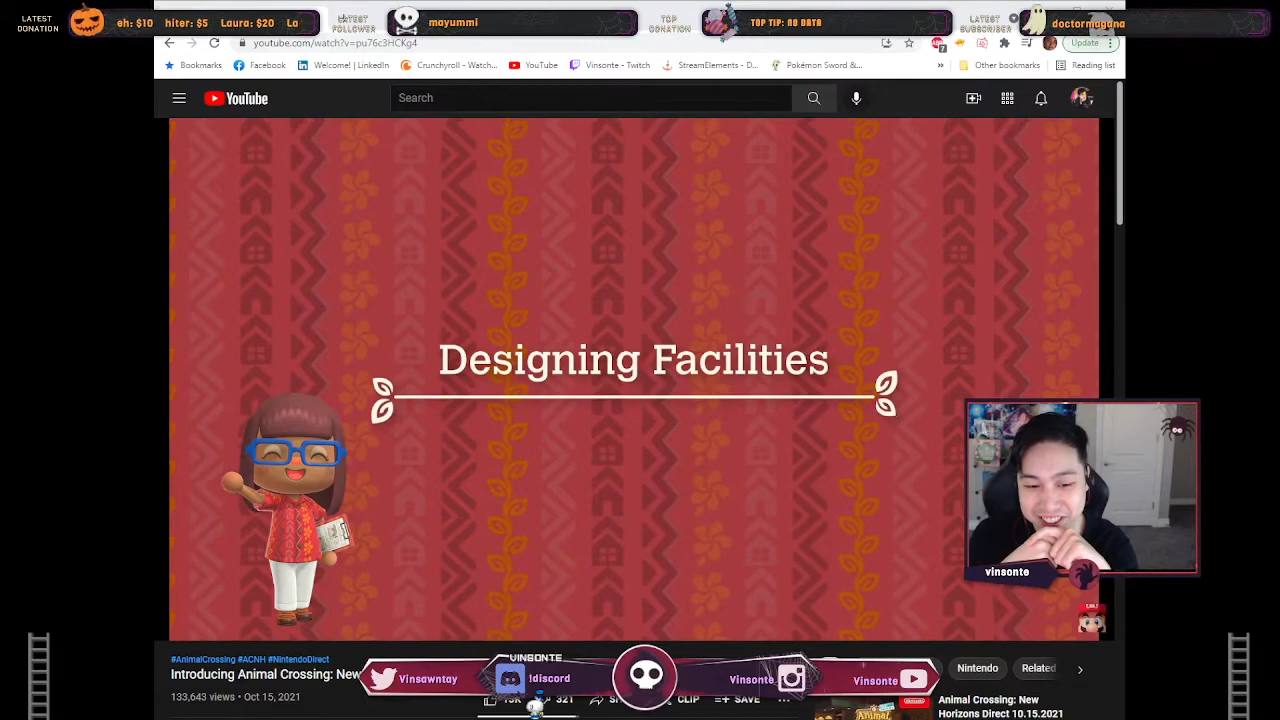 LATEST DONATION
eh: $10 hiter: $5 Laura: $20 La
LATEST FOLLOWER
mayummi
TOP DONATION
TOP TIP: NO DATA
LATEST SUBSCRIBER
doctormagana
youtube.com/watch?v=pu76c3HCKg4
Update
Bookmarks Facebook Welcome! | LinkedIn Crunchyroll - Watch... YouTube Vinsonte - Twitch StreamElements - D... Pokémon Sword &... » Other bookmarks Reading list
YouTube
Search
Designing Facilities
vinsonte
#AnimalCrossing #ACNH #NintendoDirect
Introducing Animal Crossing: New
133,643 views • Oct 15, 2021
VINSONTE
Vinsawntay
!discord
Vinsonte
Vinsonte
321
CLIP
SAVE
Nintendo
Related
Animal Crossing: New
Horizons Direct 10.15.2021